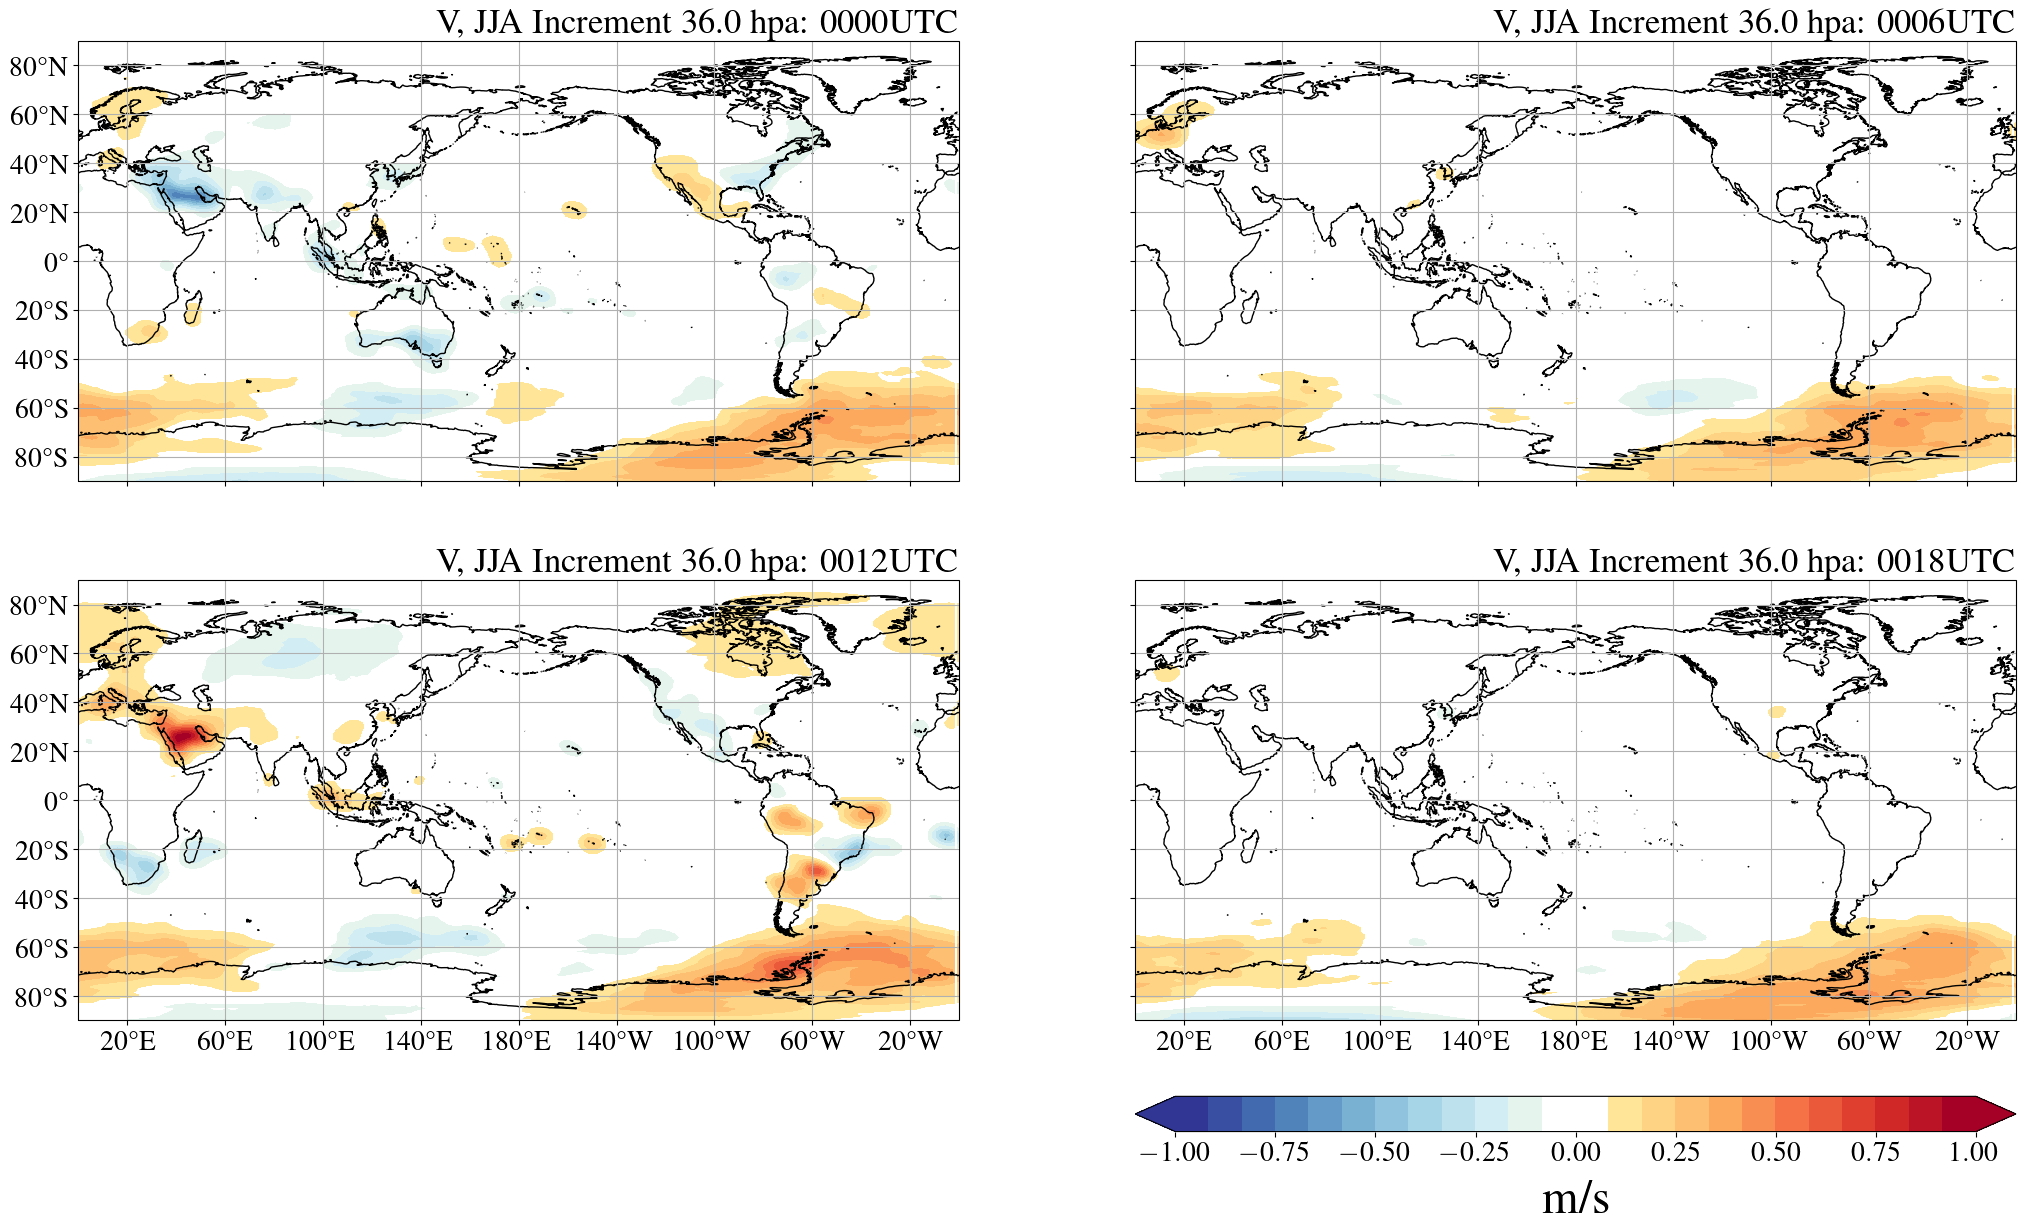 V, JJA Increment 36.0 hpa: 0000UTC
V, JJA Increment 36.0 hpa: 0006UTC
80°N
60°N
40°N
20°N
0°
20°S
40°S
60°S
80°S
V, JJA Increment 36.0 hpa: 0012UTC
V, JJA Increment 36.0 hpa: 0018UTC
80°N
60°N
40°N
20°N
0°
20°S
40°S
60°S
80°S
20°E 60°E 100°E 140°E 180°E 140°W 100°W 60°W 20°W
20°E 60°E 100°E 140°E 180°E 140°W 100°W 60°W 20°W
−1.00 −0.75 −0.50 −0.25 0.00 0.25 0.50 0.75 1.00
m/s